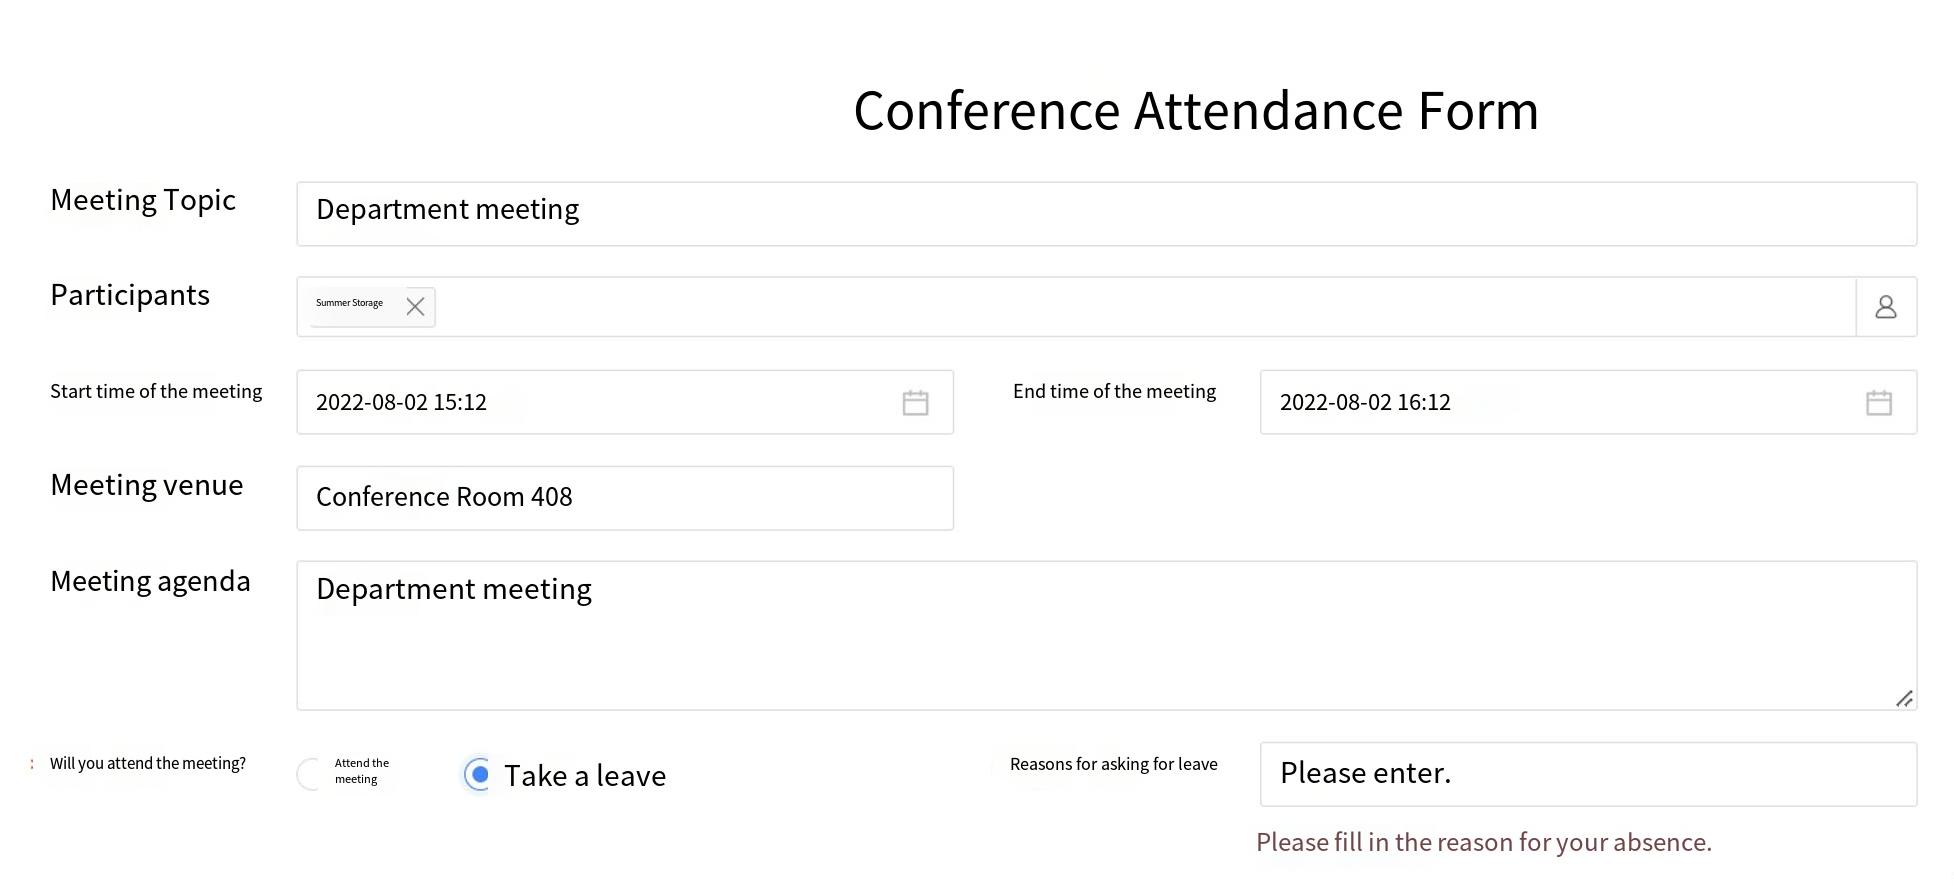 Conference Attendance Form
Meeting Topic
Department meeting
Participants
Summer Storage
Start time of the meeting
2022-08-02 15:12
End time of the meeting
2022-08-02 16:12
Meeting venue
Conference Room 408
Meeting agenda
Department meeting
: Will you attend the meeting?
Attend the
meeting
Take a leave
Reasons for asking for leave
Please enter.
Please fill in the reason for your absence.